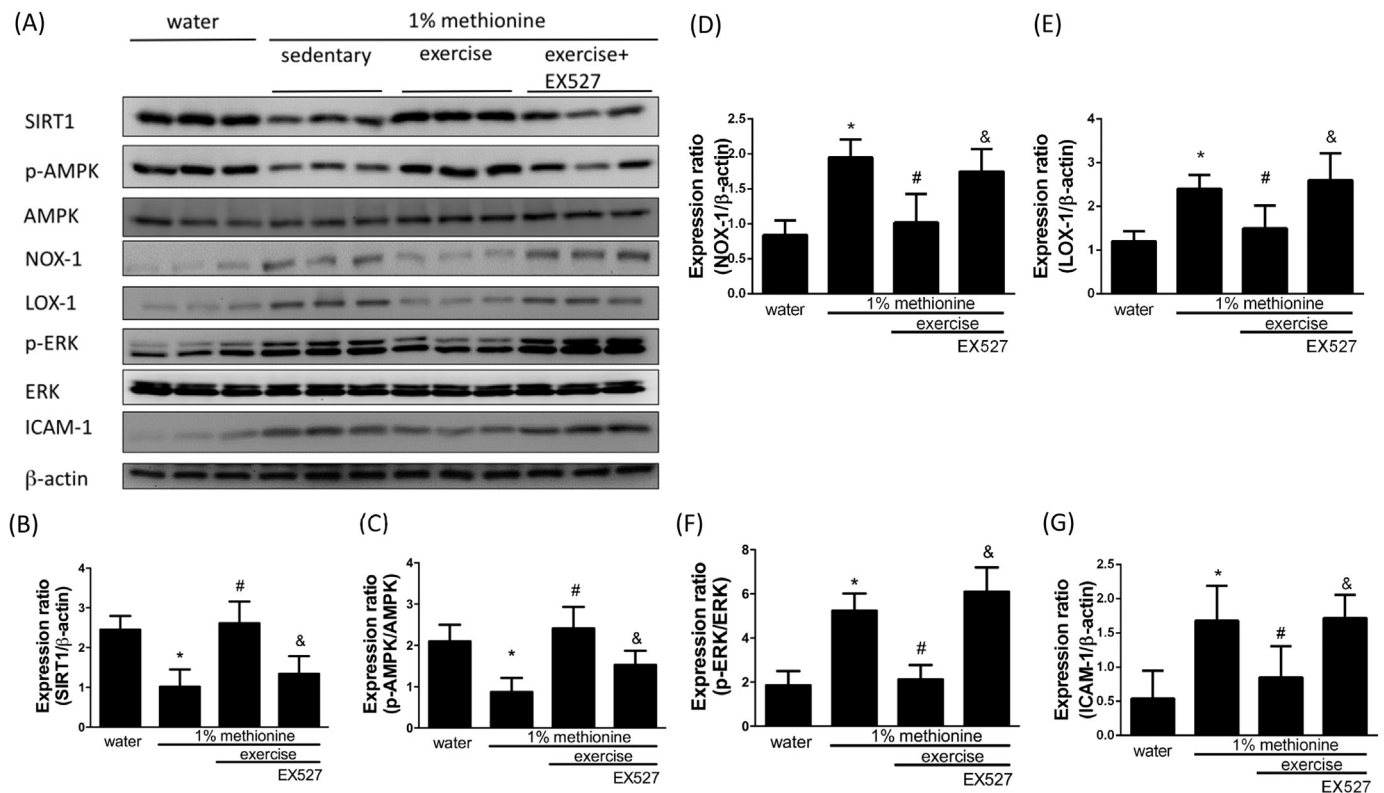 (A)
water
1% methionine
sedentary
exercise
exercise+
EX527
SIRT1
p-AMPK
AMPK
NOX-1
LOX-1
p-ERK
ERK
ICAM-1
β-actin
(B)
Expression ratio
(SIRT1/β-actin)
4
3
2
1
0
*
#
&
water
1% methionine
exercise
EX527
(C)
Expression ratio
(p-AMPK/AMPK)
4
3
2
1
0
*
#
&
water
1% methionine
exercise
EX527
(D)
Expression ratio
(NOX-1/β-actin)
2.5
2.0
1.5
1.0
0.5
0.0
*
#
&
water
1% methionine
exercise
EX527
(E)
Expression ratio
(LOX-1/β-actin)
4
3
2
1
0
*
#
&
water
1% methionine
exercise
EX527
(F)
Expression ratio
(p-ERK/ERK)
8
6
4
2
0
*
#
&
water
1% methionine
exercise
EX527
(G)
Expression ratio
(ICAM-1/β-actin)
2.5
2.0
1.5
1.0
0.5
0.0
*
#
&
water
1% methionine
exercise
EX527